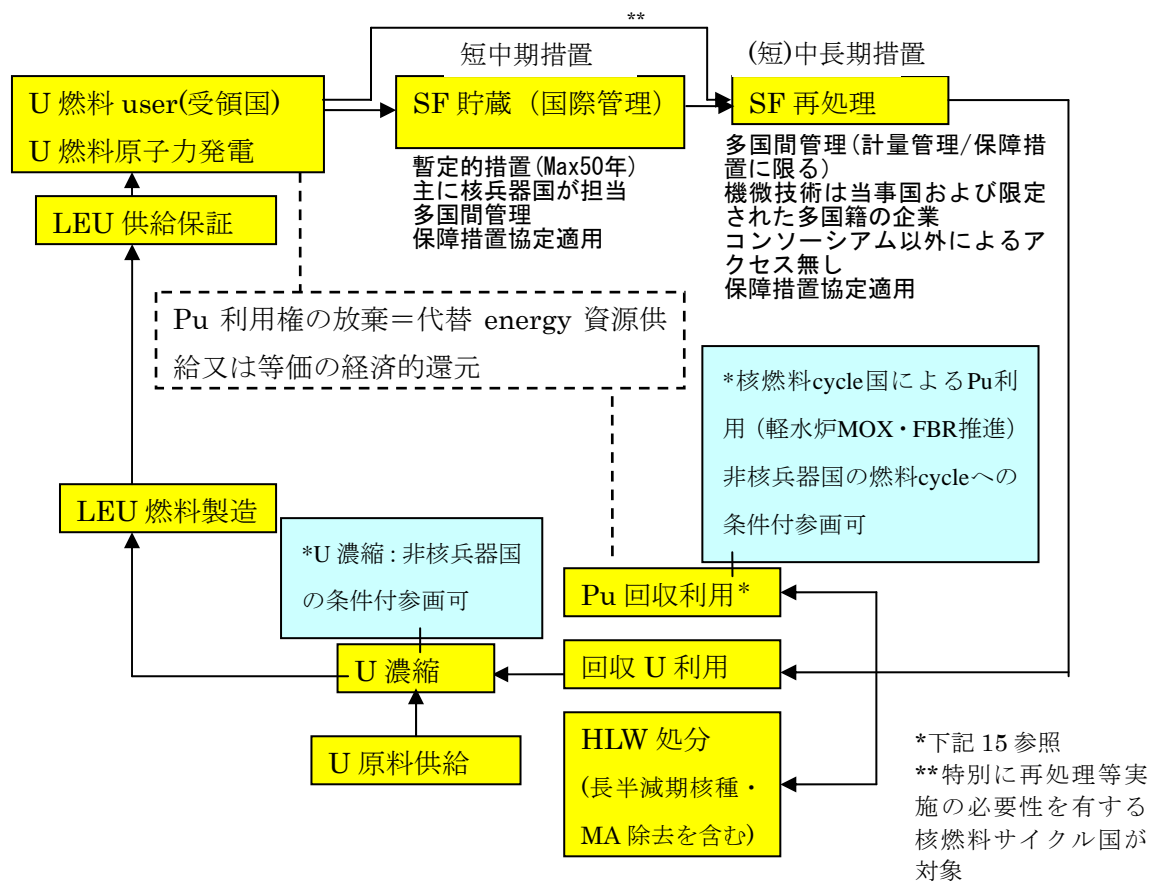 **
短中期措置
(短)中長期措置
U 燃料 user(受領国)
U 燃料原子力発電
SF 貯蔵（国際管理）
SF 再処理
暫定的措置(Max50年)
主に核兵器国が担当
多国間管理
保障措置協定適用
多国間管理(計量管理/保障措
置に限る)
機微技術は当事国および限定
された多国籍の企業
コンソーシアム以外によるア
クセス無し
保障措置協定適用
LEU 供給保証
Pu 利用権の放棄＝代替 energy 資源供
給又は等価の経済的還元
*核燃料cycle国によるPu利
用（軽水炉MOX・FBR推進）
非核兵器国の燃料cycleへの
条件付参画可
LEU 燃料製造
*U 濃縮：非核兵器国
の条件付参画可
Pu 回収利用*
U 濃縮
回収 U 利用
U 原料供給
HLW 処分
(長半減期核種・
MA 除去を含む)
*下記 15 参照
**特別に再処理等実
施の必要性を有する
核燃料サイクル国が
対象